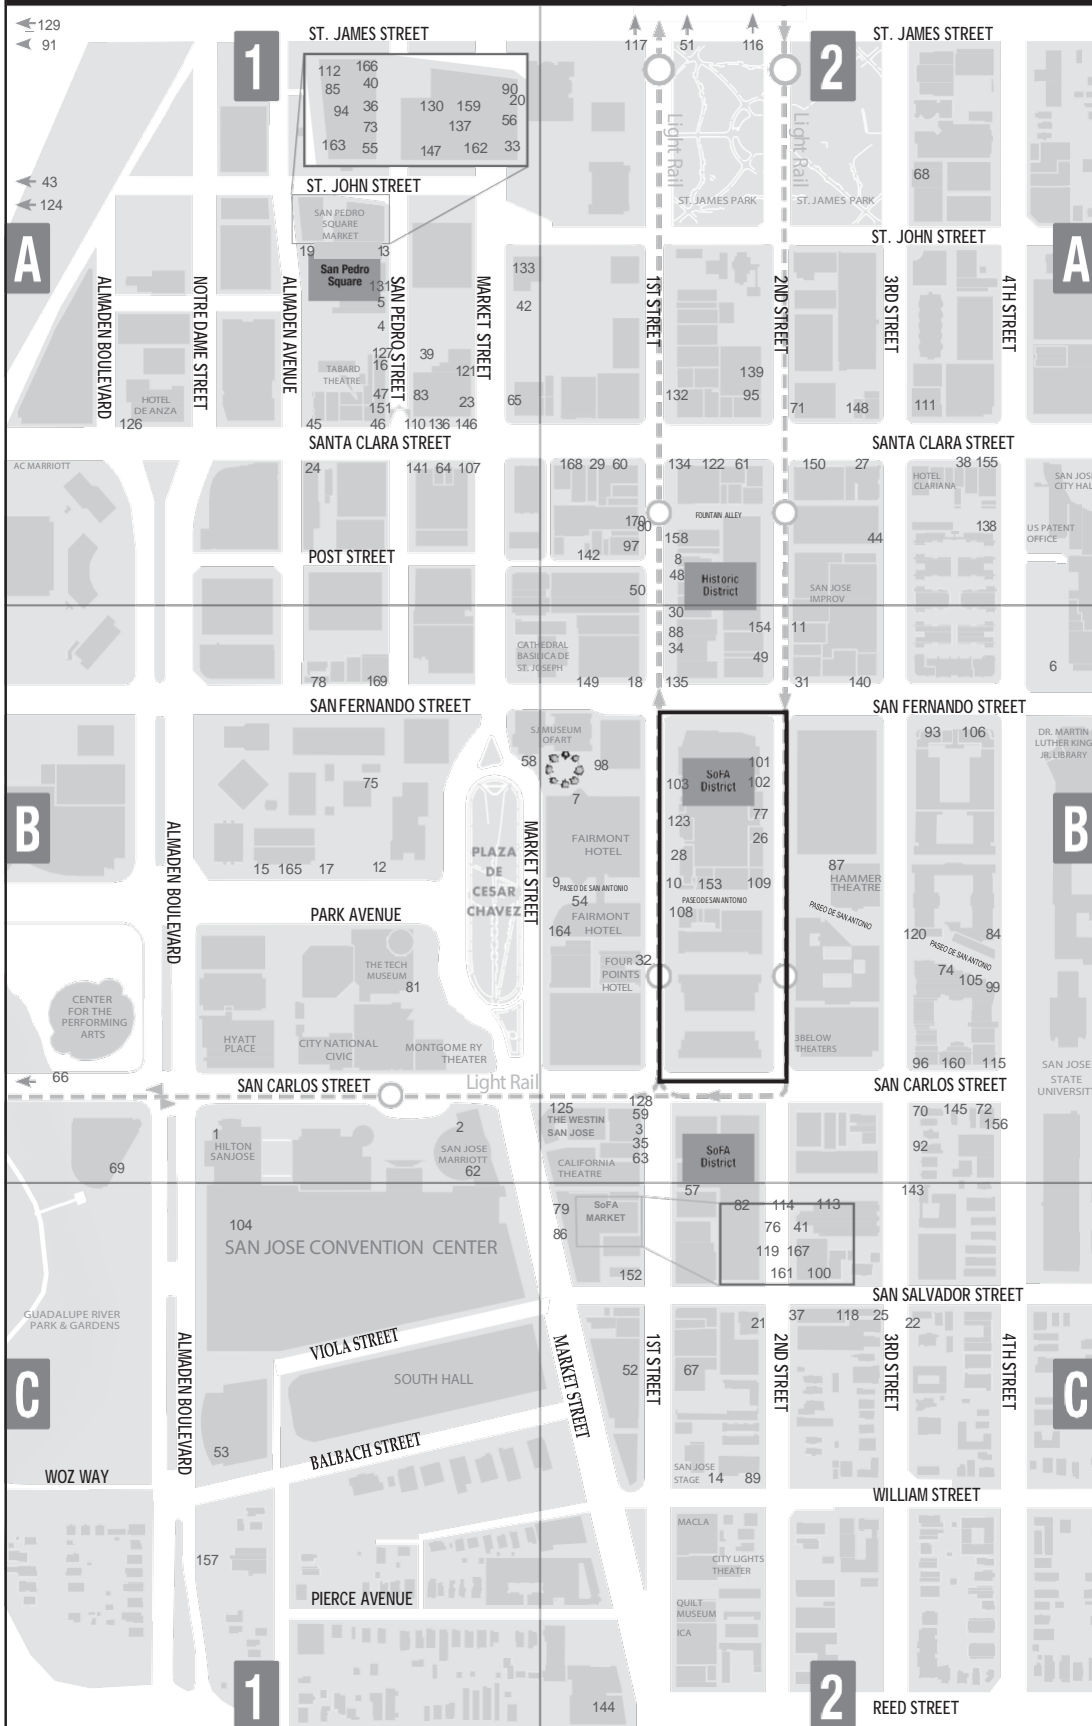 129
91
1
ST. JAMES STREET
117
51
116
2
ST. JAMES STREET
112
166
85
40
90
20
94
36
130
159
73
137
56
163
55
147
162
33
Light Rail
Light Rail
43
124
ST. JOHN STREET
68
ST. JAMES PARK
ST. JAMES PARK
SAN PEDRO
SQUARE
MARKET
ST. JOHN STREET
A
A
19
13
San Pedro
Square
133
131
5
42
4
ALMADEN BOULEVARD
NOTRE DAME STREET
ALMADEN AVENUE
SAN PEDRO STREET
MARKET STREET
1ST STREET
2ND STREET
3RD STREET
4TH STREET
127
39
16
TABARD
THEATRE
121
139
47
83
23
65
132
95
71
148
111
HOTEL
DE ANZA
151
126
45
46
110
136
146
SANTA CLARA STREET
SANTA CLARA STREET
AC MARRIOTT
24
141
64
107
168
29
60
134
122
61
150
27
38
155
HOTEL
CLARIANA
SAN JOSE
CITY HALL
170
80
FOUNTAIN ALLEY
138
US PATENT
OFFICE
158
44
97
POST STREET
142
8
48
Historic
District
50
SAN JOSE
IMPROV
30
88
154
11
34
CATHEDRAL
BASILICA DE
ST. JOSEPH
49
6
78
169
149
18
135
31
140
SAN FERNANDO STREET
SAN FERNANDO STREET
SJ MUSEUM
OF ART
93
106
DR. MARTIN
LUTHER KING
JR. LIBRARY
58
98
101
SoFA
District
103
102
75
7
77
123
26
B
B
ALMADEN BOULEVARD
MARKET STREET
FAIRMONT
HOTEL
PLAZA
DE
CESAR
CHAVEZ
28
87
HAMMER
THEATRE
15
165
17
12
9
PASEO DE SAN ANTONIO
10
153
109
54
PASEO DE SAN ANTONIO
108
PASEO DE SAN ANTONIO
PARK AVENUE
FAIRMONT
HOTEL
164
120
84
PASEO DE SAN ANTONIO
THE TECH
MUSEUM
81
FOUR
POINTS
HOTEL
32
74
105
99
CENTER
FOR THE
PERFORMING
ARTS
HYATT
PLACE
CITY NATIONAL
CIVIC
MONTGOMERY
THEATER
3BELOW
THEATERS
96
160
115
SAN JOSE
STATE
UNIVERSITY
66
SAN CARLOS STREET
Light Rail
SAN CARLOS STREET
125
128
59
THE WESTIN
SAN JOSE
3
35
63
CALIFORNIA
THEATRE
70
145
72
156
92
1
HILTON
SAN JOSE
2
SAN JOSE
MARRIOTT
62
SoFA
District
69
57
143
79
SoFA
MARKET
82
114
113
86
76
41
104
SAN JOSE CONVENTION CENTER
119
167
152
161
100
SAN SALVADOR STREET
GUADALUPE RIVER
PARK & GARDENS
21
37
118
25
22
VIOLA STREET
ALMADEN BOULEVARD
MARKET STREET
1ST STREET
2ND STREET
3RD STREET
4TH STREET
SOUTH HALL
52
67
C
C
53
BALBACH STREET
WOZ WAY
SAN JOSE
STAGE
14
89
WILLIAM STREET
MACLA
157
CITY LIGHTS
THEATER
PIERCE AVENUE
QUILT
MUSEUM
ICA
1
144
2
REED STREET